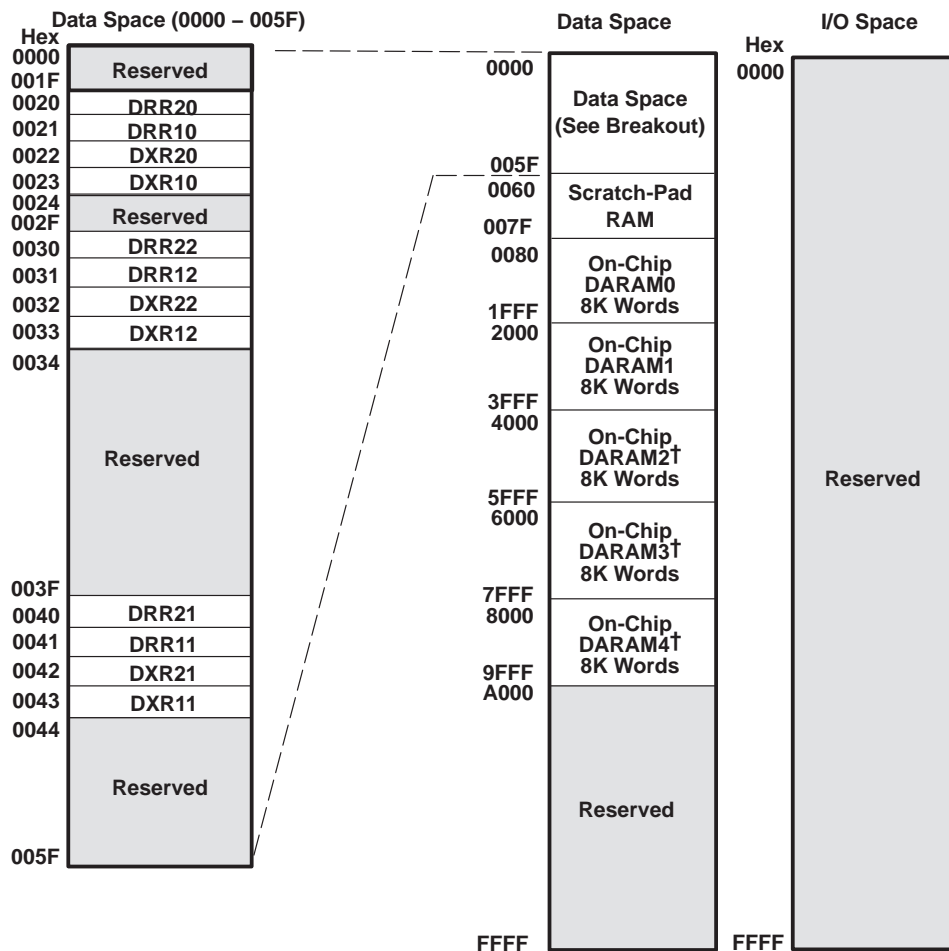 Data Space (0000 – 005F)
Hex
0000
Reserved
001F
0020
DRR20
0021
DRR10
0022
DXR20
0023
DXR10
0024
Reserved
002F
0030
DRR22
0031
DRR12
0032
DXR22
0033
DXR12
0034
Reserved
003F
0040
DRR21
0041
DRR11
0042
DXR21
0043
DXR11
0044
Reserved
005F
Data Space
0000
Data Space
(See Breakout)
005F
0060
Scratch-Pad
RAM
007F
0080
On-Chip
DARAM0
8K Words
1FFF
2000
On-Chip
DARAM1
8K Words
3FFF
4000
On-Chip
DARAM2†
8K Words
5FFF
6000
On-Chip
DARAM3†
8K Words
7FFF
8000
On-Chip
DARAM4†
8K Words
9FFF
A000
Reserved
FFFF
I/O Space
Hex
0000
Reserved
FFFF